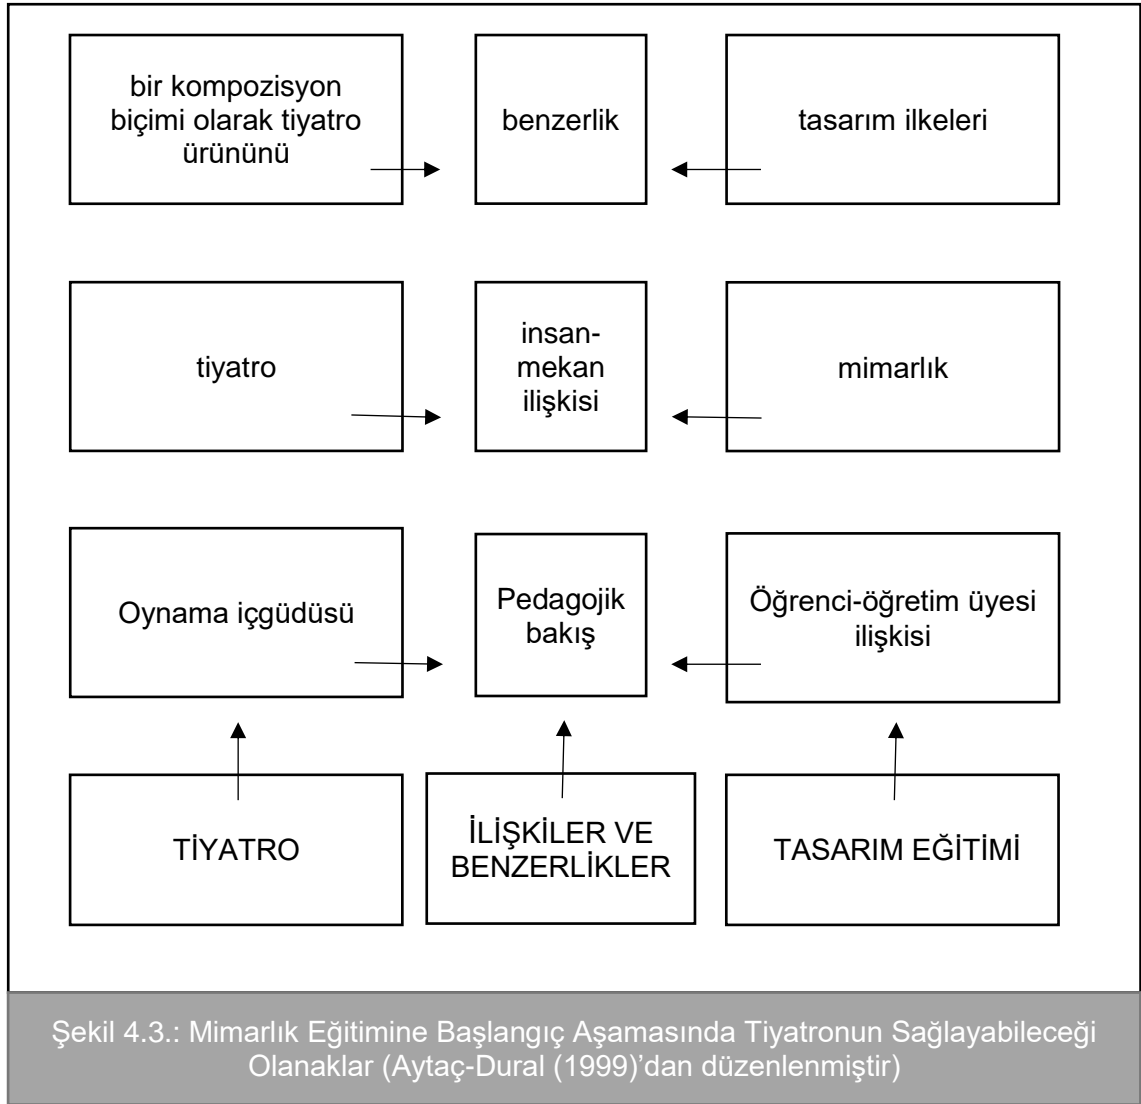 bir kompozisyon
biçimi olarak tiyatro
ürününü
benzerlik
tasarım ilkeleri
tiyatro
insan-
mekan
ilişkisi
mimarlık
Oynama içgüdüsü
Pedagojik
bakış
Öğrenci-öğretim üyesi
ilişkisi
TİYATRO
İLİŞKİLER VE
BENZERLİKLER
TASARIM EĞİTİMİ
Şekil 4.3.: Mimarlık Eğitimine Başlangıç Aşamasında Tiyatronun Sağlayabileceği
Olanaklar (Aytaç-Dural (1999)’dan düzenlenmiştir)